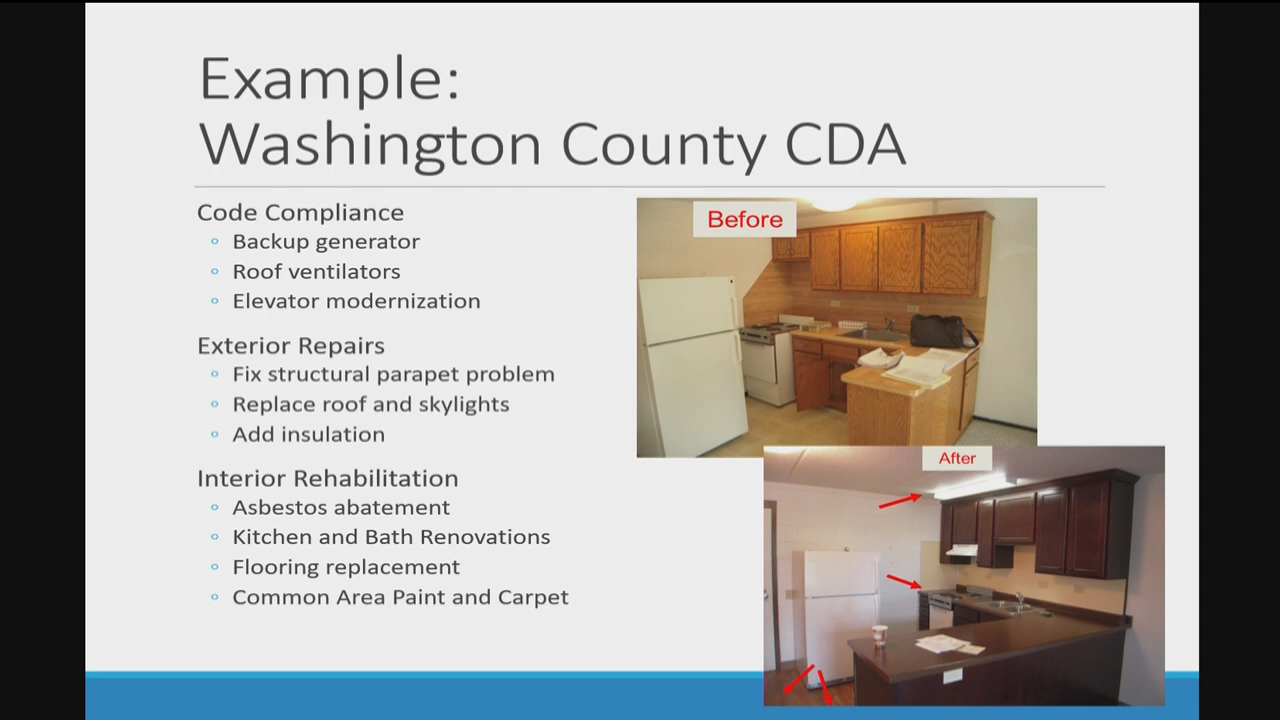 Example:
Washington County CDA
Code Compliance
Backup generator
Roof ventilators
Elevator modernization
Exterior Repairs
Fix structural parapet problem
Replace roof and skylights
Add insulation
Interior Rehabilitation
Asbestos abatement
Kitchen and Bath Renovations
Flooring replacement
Common Area Paint and Carpet
Before
After